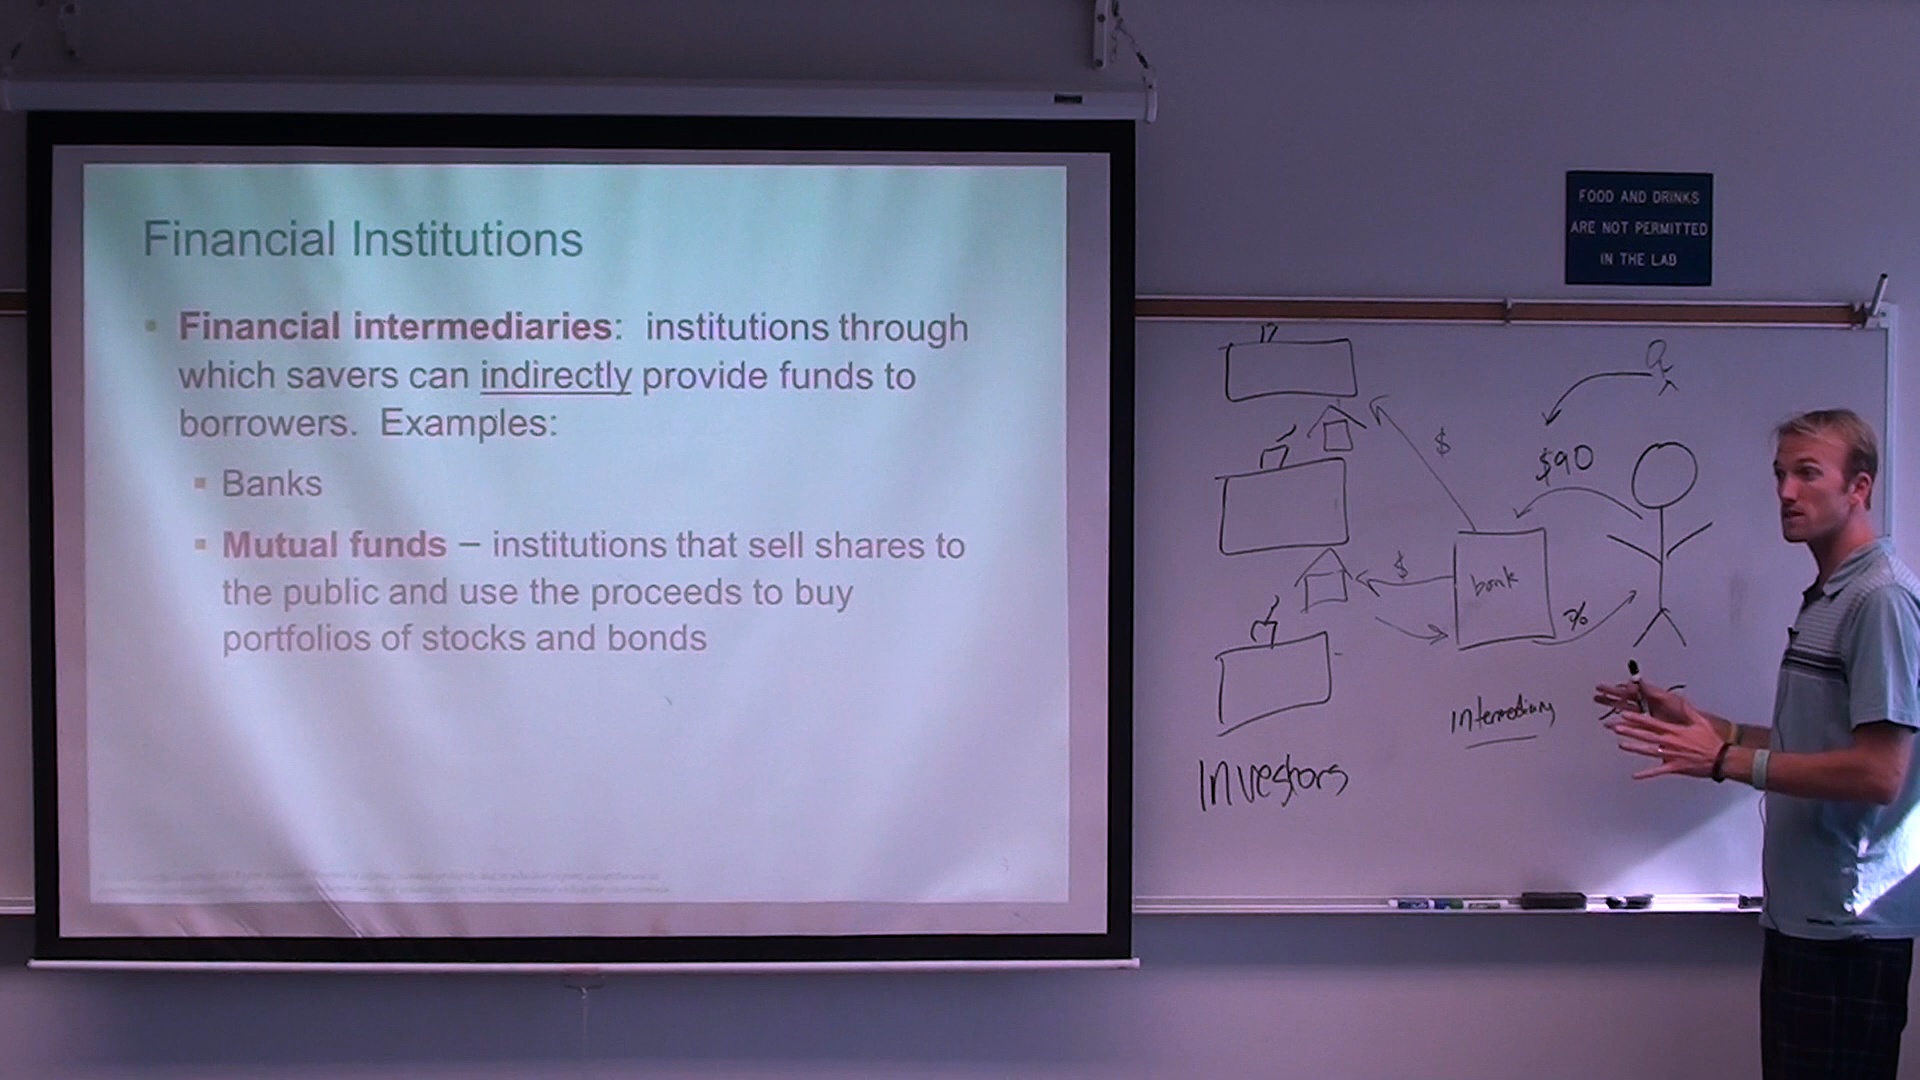 Financial Institutions
▪ Financial intermediaries: institutions through
which savers can indirectly provide funds to
borrowers. Examples:
▪ Banks
▪ Mutual funds – institutions that sell shares to
the public and use the proceeds to buy
portfolios of stocks and bonds
FOOD AND DRINKS
ARE NOT PERMITTED
IN THE LAB
$
$90
$
bank
%
Intermediary
Investors